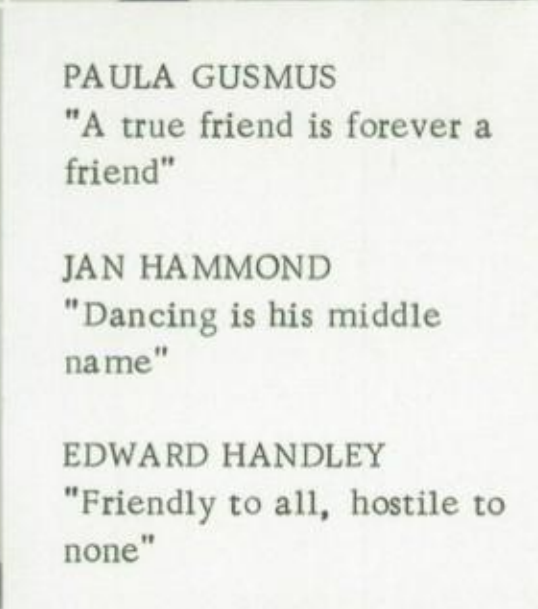 PAULA GUSMUS
"A true friend is forever a
friend"
JAN HAMMOND
"Dancing is his middle
name"
EDWARD HANDLEY
"Friendly to all, hostile to
none"